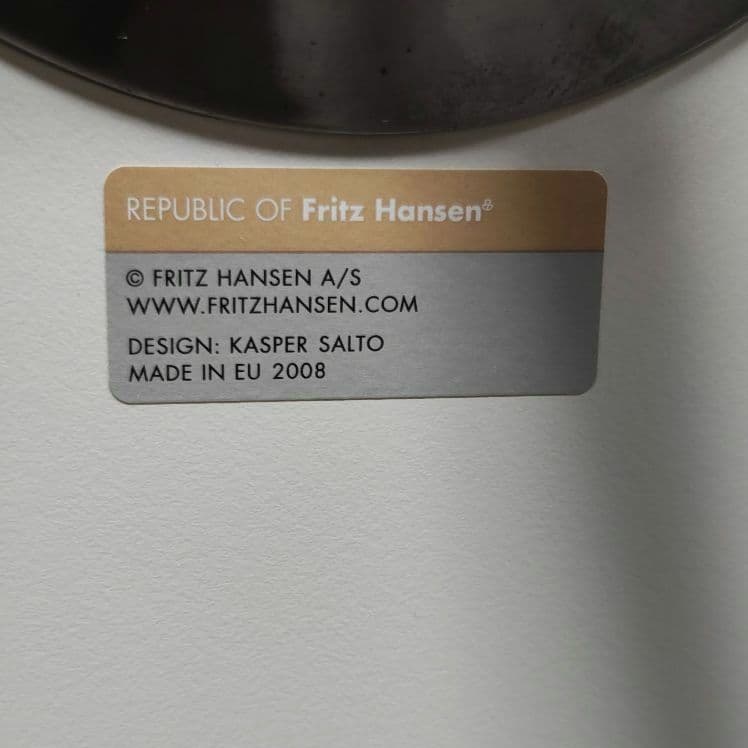 REPUBLIC OF Fritz Hansen
© FRITZ HANSEN A/S
WWW.FRITZHANSEN.COM
DESIGN: KASPER SALTO
MADE IN EU 2008